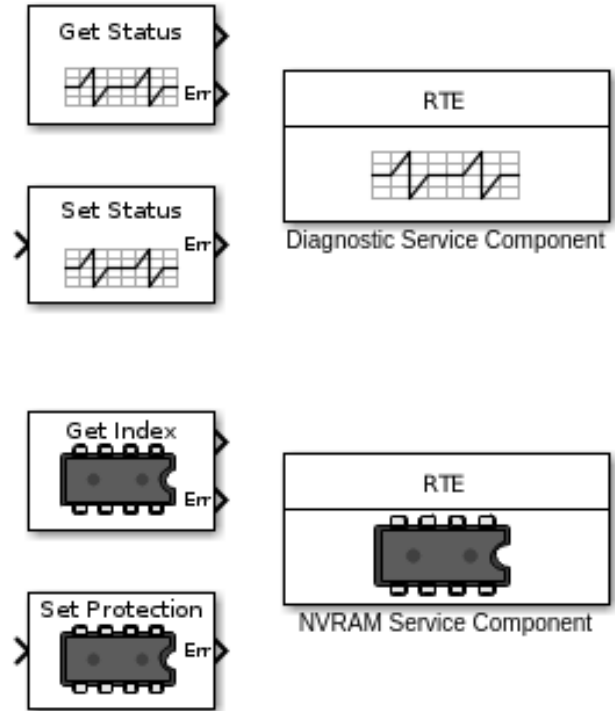 Get Status
Err
RTE
Diagnostic Service Component
Set Status
Err
Get Index
Err
RTE
NVRAM Service Component
Set Protection
Err